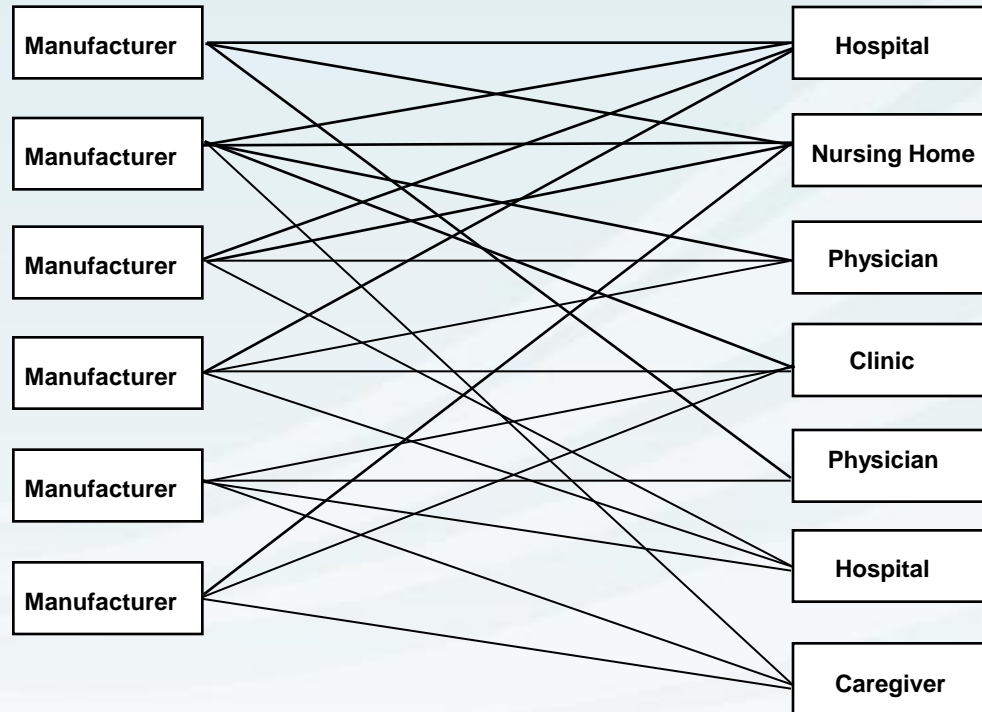 Manufacturer
Hospital
Manufacturer
Nursing Home
Manufacturer
Physician
Manufacturer
Clinic
Manufacturer
Physician
Manufacturer
Hospital
Caregiver